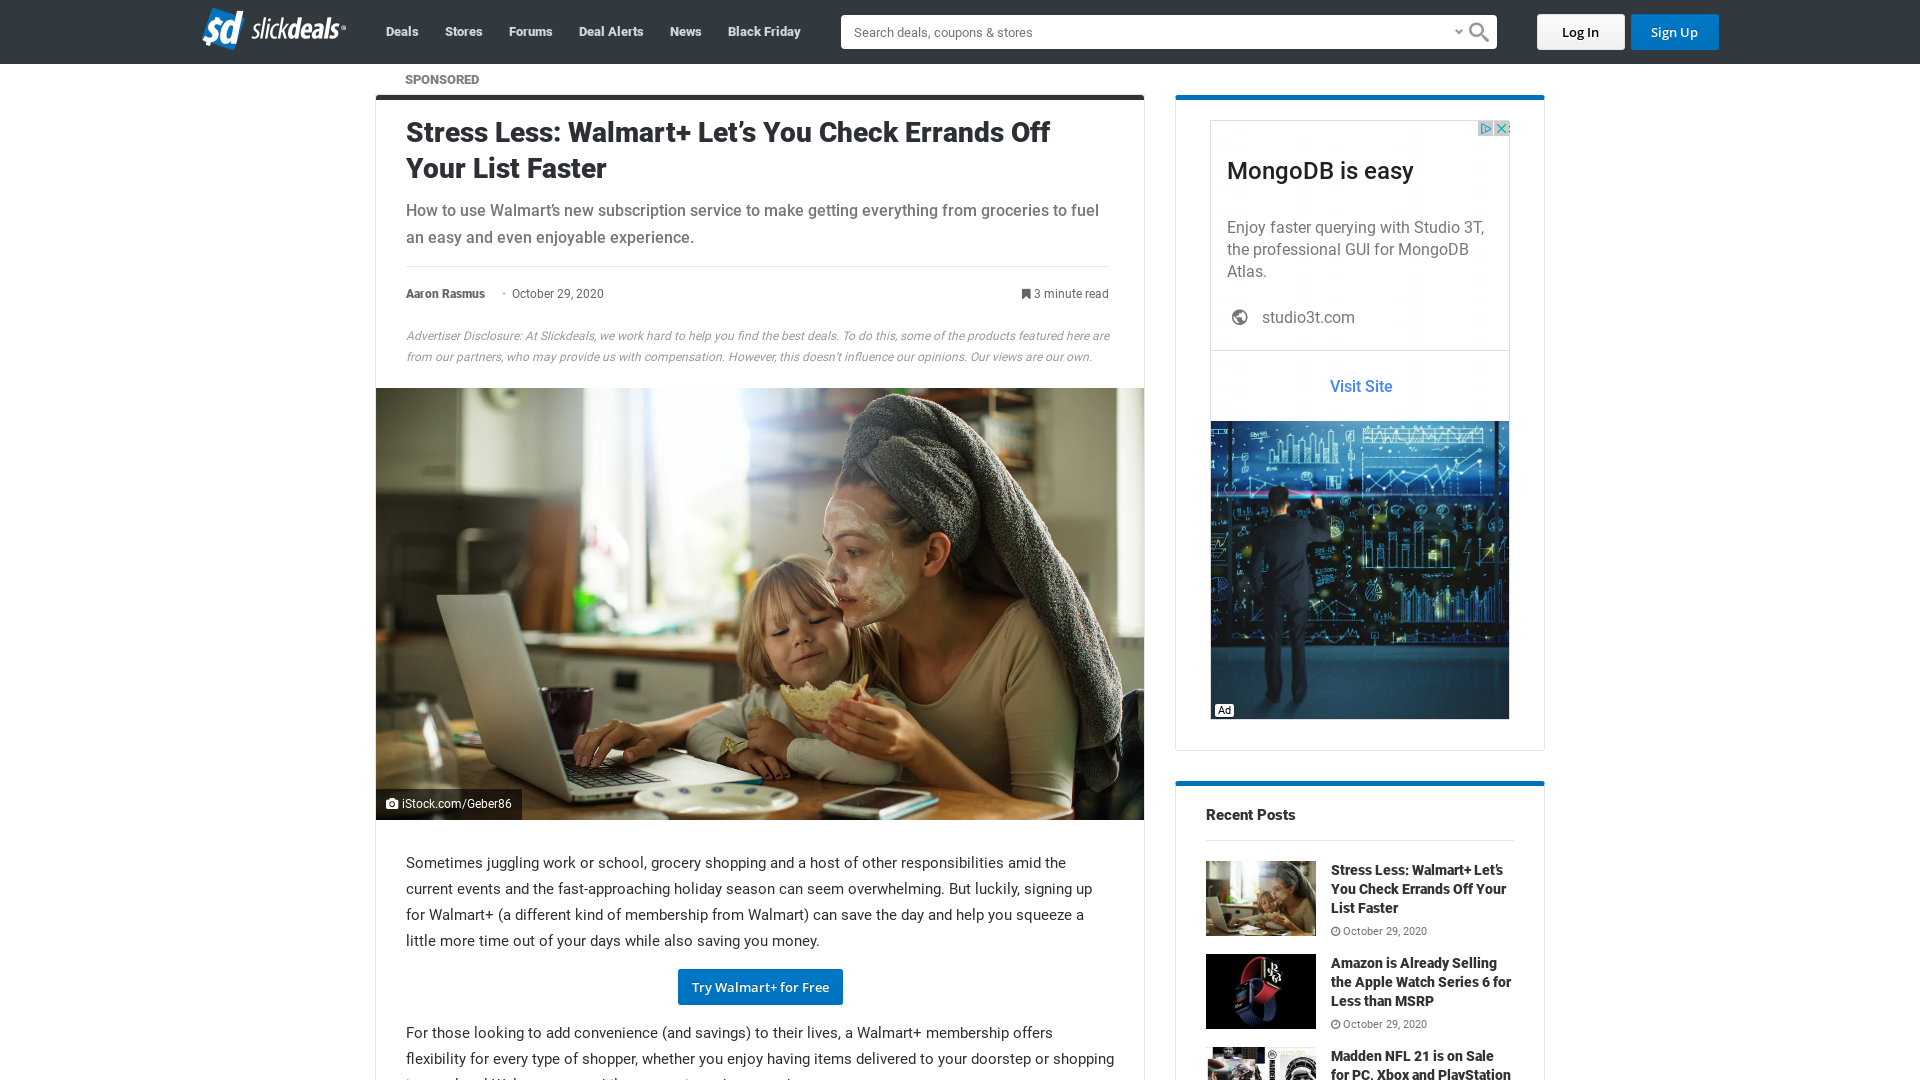 $d slickdeals
Deals
Stores
Forums
Deal Alerts
News
Black Friday
Search deals, coupons & stores
Log In
Sign Up
SPONSORED
Stress Less: Walmart+ Let’s You Check Errands Off
Your List Faster
How to use Walmart’s new subscription service to make getting everything from groceries to fuel
an easy and even enjoyable experience.
Aaron Rasmus • October 29, 2020
3 minute read
Advertiser Disclosure: At Slickdeals, we work hard to help you find the best deals. To do this, some of the products featured here are
from our partners, who may provide us with compensation. However, this doesn’t influence our opinions. Our views are our own.
iStock.com/Geber86
Sometimes juggling work or school, grocery shopping and a host of other responsibilities amid the
current events and the fast-approaching holiday season can seem overwhelming. But luckily, signing up
for Walmart+ (a different kind of membership from Walmart) can save the day and help you squeeze a
little more time out of your days while also saving you money.
Try Walmart+ for Free
For those looking to add convenience (and savings) to their lives, a Walmart+ membership offers
flexibility for every type of shopper, whether you enjoy having items delivered to your doorstep or shopping
MongoDB is easy
Enjoy faster querying with Studio 3T,
the professional GUI for MongoDB
Atlas.
studio3t.com
Visit Site
Ad
Recent Posts
Stress Less: Walmart+ Let’s
You Check Errands Off Your
List Faster
October 29, 2020
Amazon is Already Selling
the Apple Watch Series 6 for
Less than MSRP
October 29, 2020
Madden NFL 21 is on Sale
for PC, Xbox and PlayStation